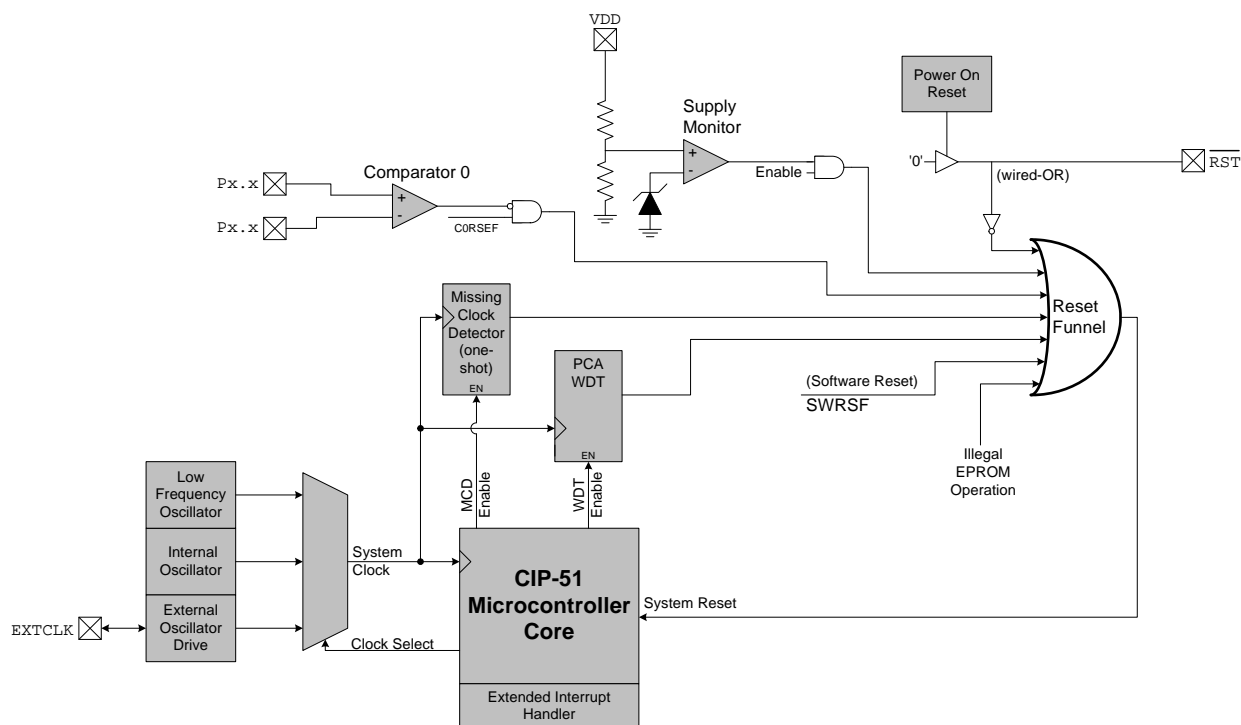 VDD
Power On
Reset
Supply
Monitor
+
-
Enable
'0'
(wired-OR)
RST
Comparator 0
Px.x
Px.x
+
-
C0RSEF
Reset
Funnel
Missing
Clock
Detector
(one-
shot)
EN
PCA
WDT
EN
(Software Reset)
SWRSF
Illegal
EPROM
Operation
MCD
Enable
WDT
Enable
Low
Frequency
Oscillator
Internal
Oscillator
External
Oscillator
Drive
EXTCLK
System
Clock
Clock Select
CIP-51
Microcontroller
Core
System Reset
Extended Interrupt
Handler